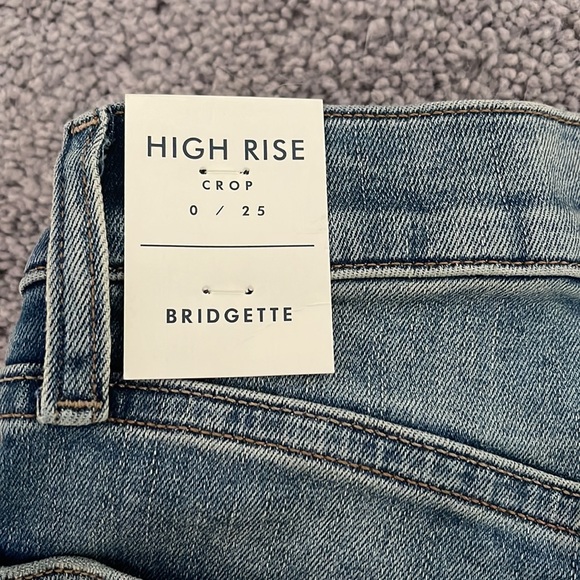 HIGH RISE
CROP
0 / 25
BRIDGETTE